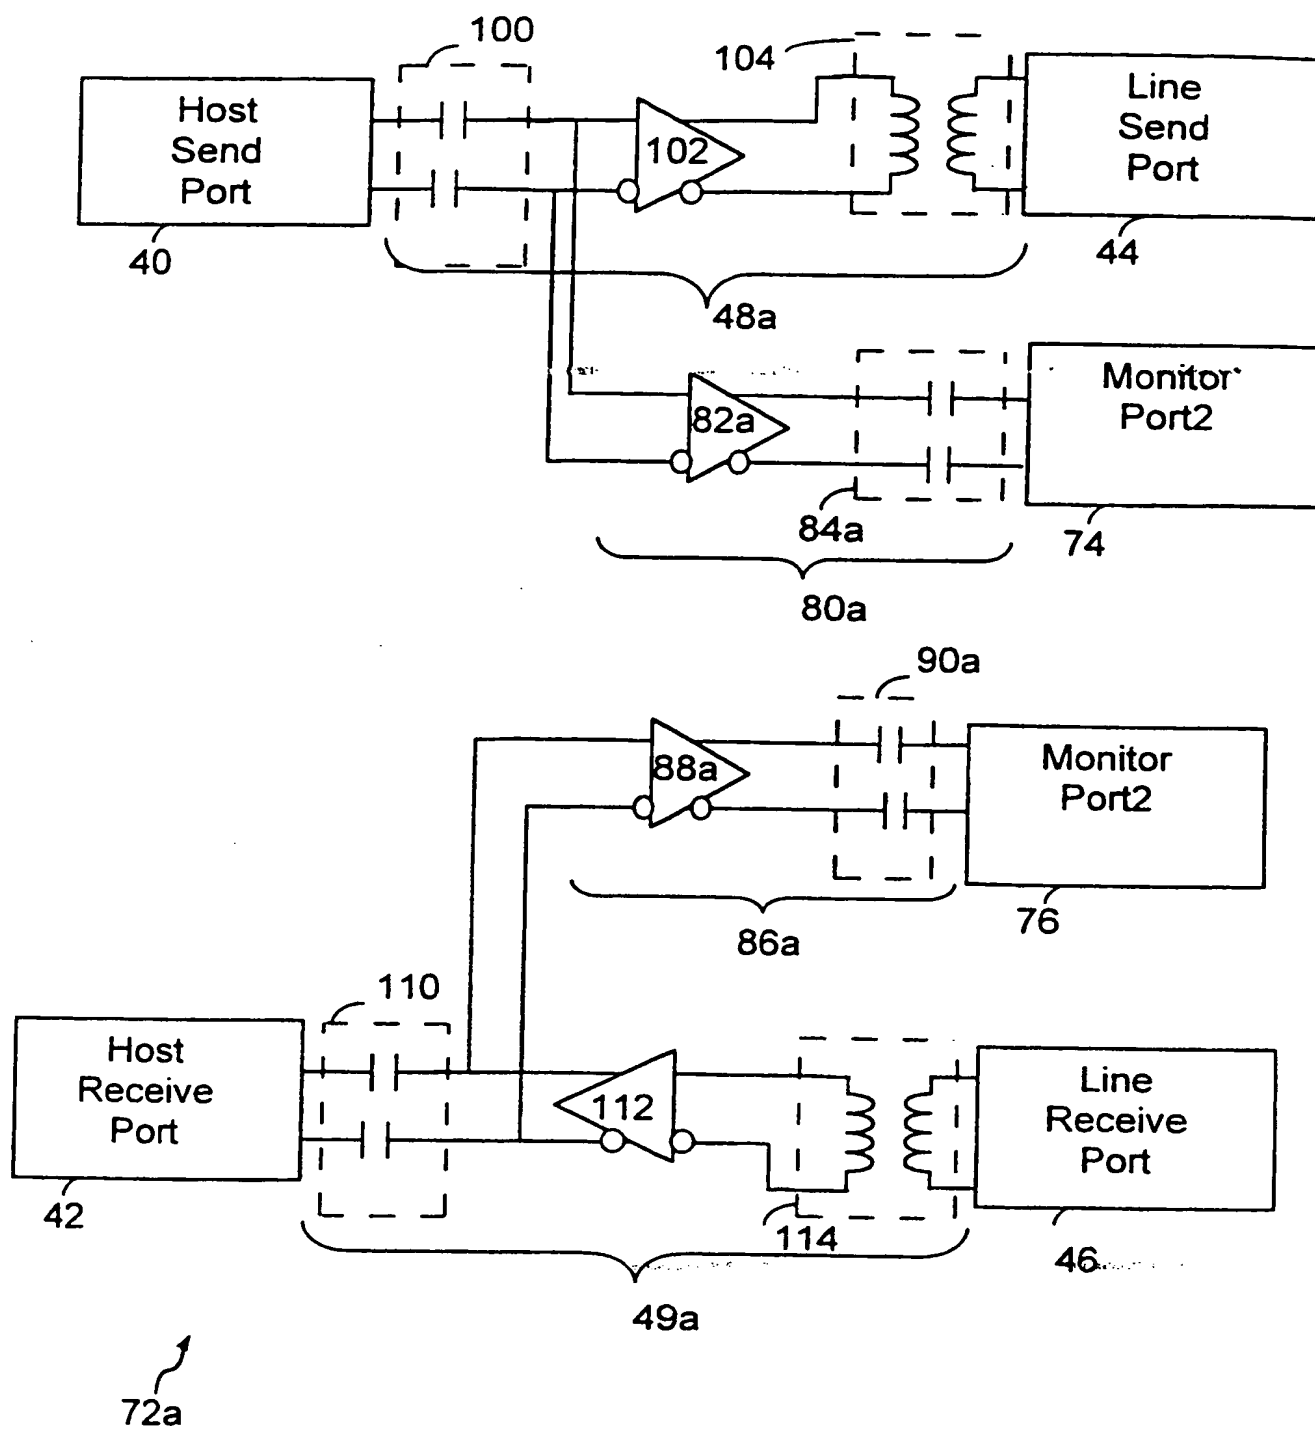 100
104
Host
Send
Port
102
Line
Send
Port
40
44
48a
82a
Monitor
Port2
84a
74
80a
90a
88a
Monitor
Port2
76
86a
110
Host
Receive
Port
112
Line
Receive
Port
42
114
46
49a
72a